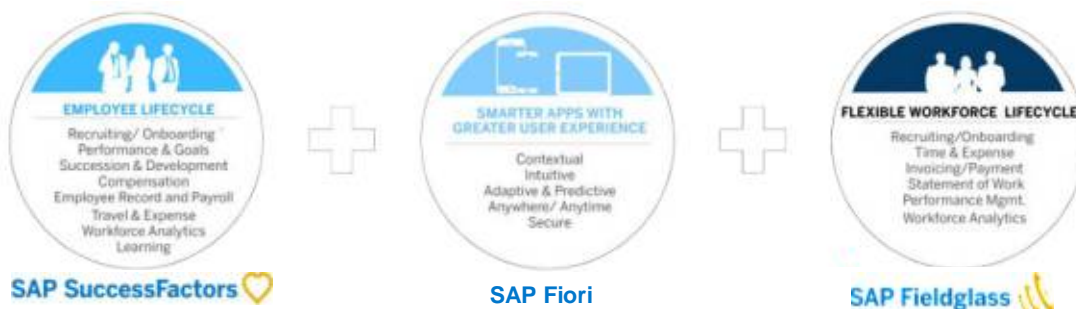 EMPLOYEE LIFECYCLE
Recruiting/ Onboarding
Performance & Goals
Succession & Development
Compensation
Employee Record and Payroll
Travel & Expense
Workforce Analytics
Learning
SAP SuccessFactors
SMARTER APPS WITH
GREATER USER EXPERIENCE
Contextual
Intuitive
Adaptive & Predictive
Anywhere/ Anytime
Secure
SAP Fiori
FLEXIBLE WORKFORCE LIFECYCLE
Recruiting/Onboarding
Time & Expense
Invoicing/Payment
Statement of Work
Performance Mgmt.
Workforce Analytics
SAP Fieldglass